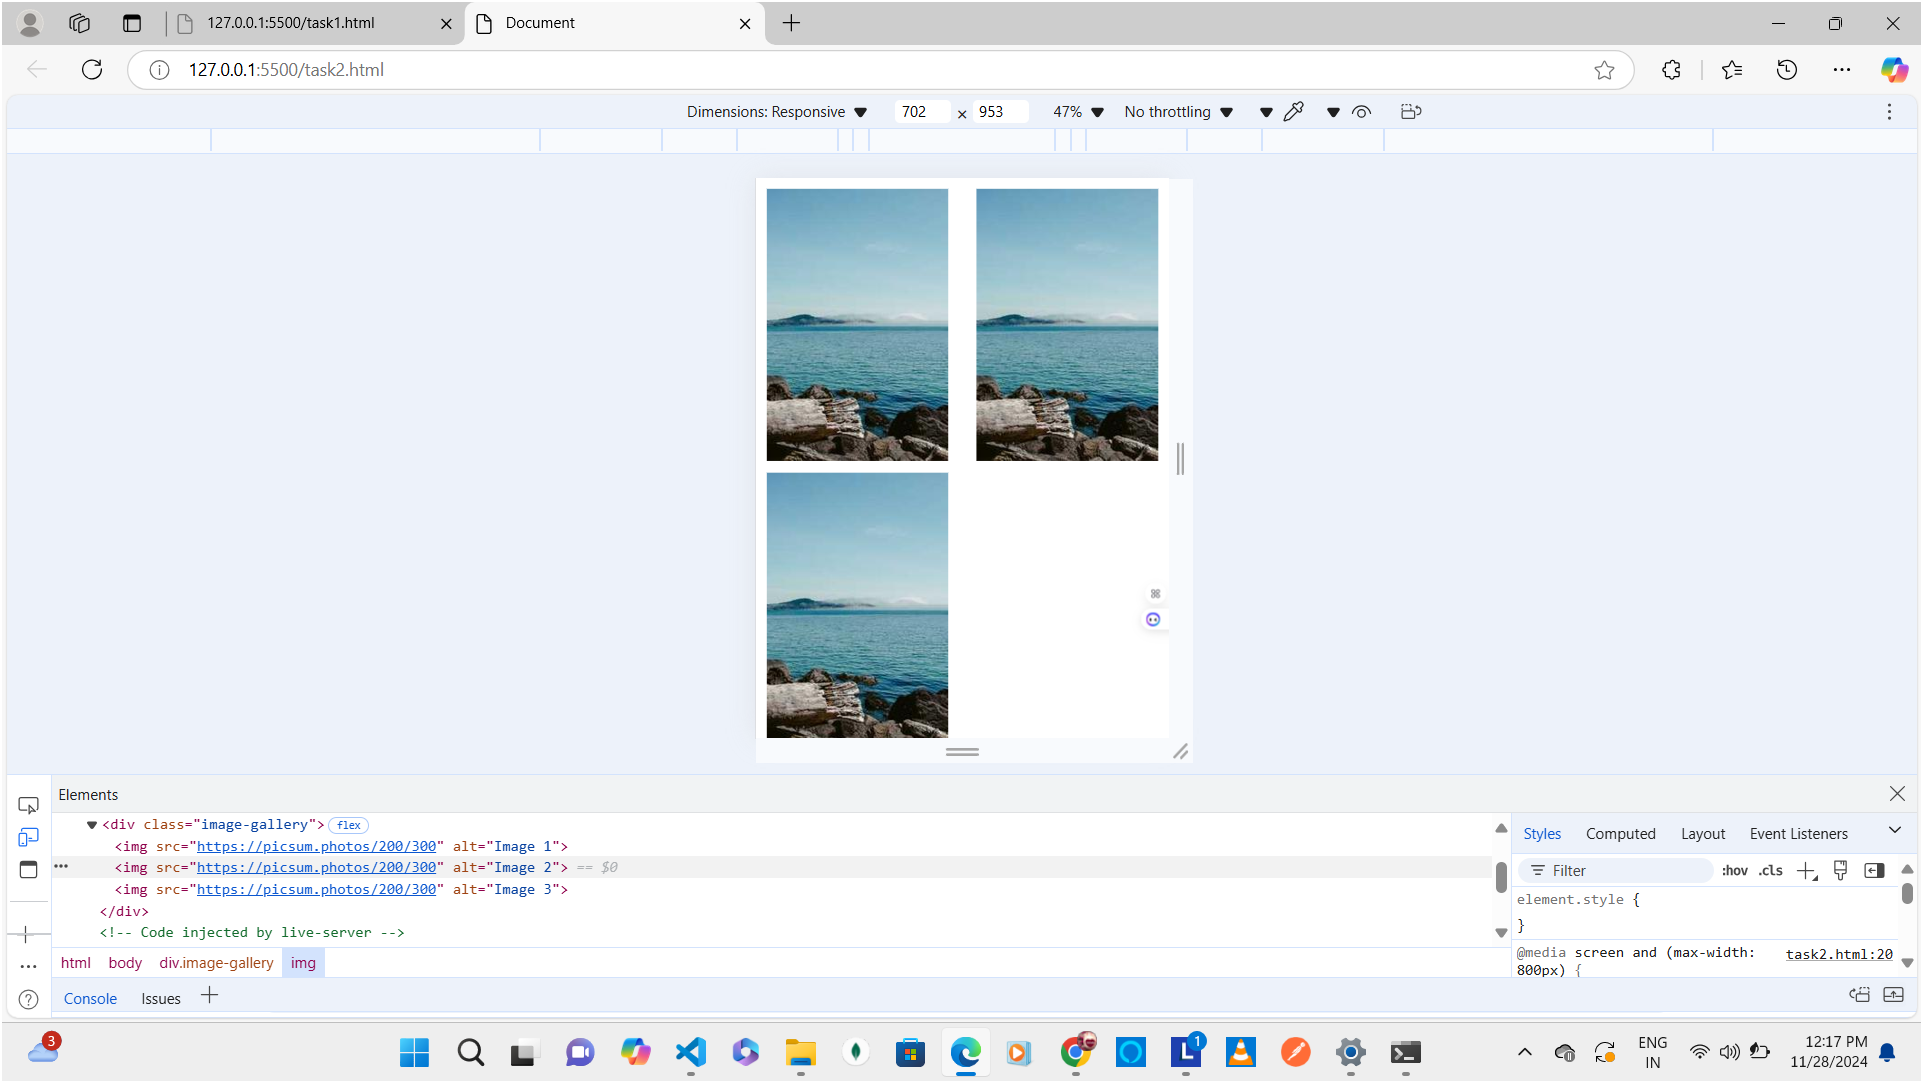 127.0.0.1:5500/task1.html
Document
127.0.0.1:5500/task2.html
Dimensions: Responsive 702 × 953 47% No throttling
Elements
<div class="image-gallery"> flex
<img src="https://picsum.photos/200/300" alt="Image 1">
<img src="https://picsum.photos/200/300" alt="Image 2"> == $0
<img src="https://picsum.photos/200/300" alt="Image 3">
</div>
<!-- Code injected by live-server -->
html body div.image-gallery img
Styles Computed Layout Event Listeners
Filter :hov .cls
element.style {
}
@media screen and (max-width: task2.html:20
800px) {
Console Issues
3
1
ENG
IN
12:17 PM
11/28/2024